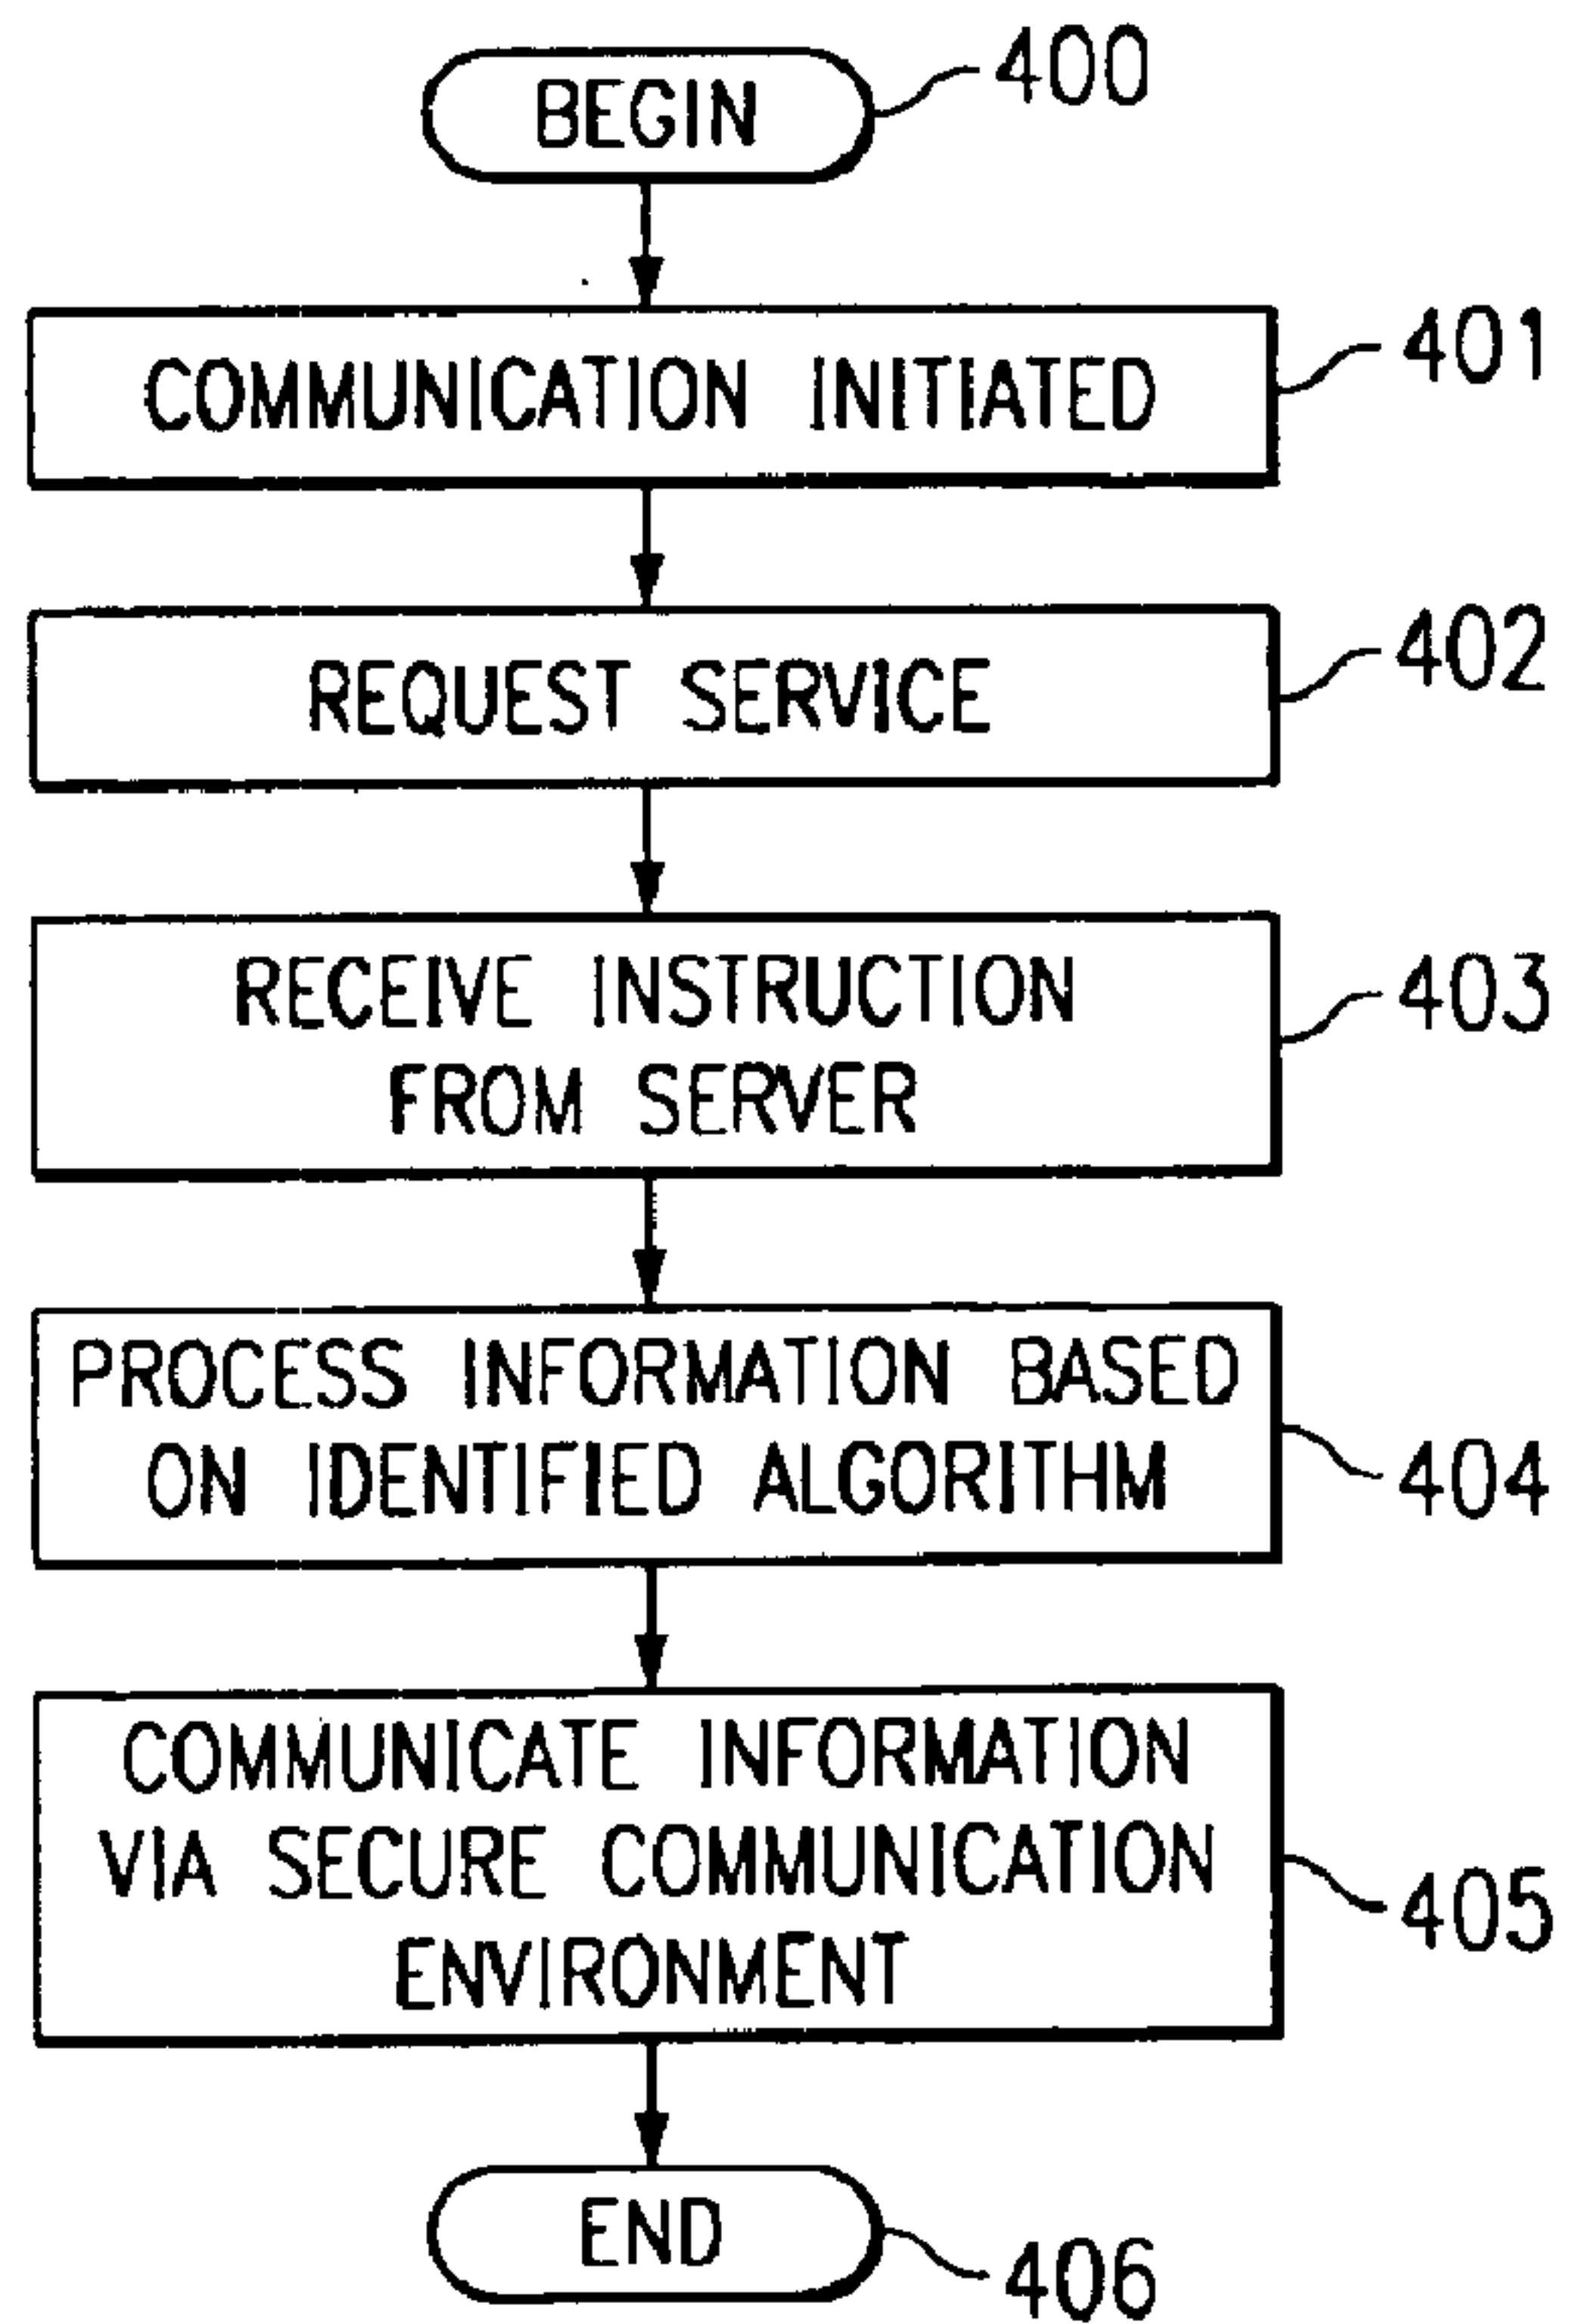 BEGIN
400
COMMUNICATION INITIATED
401
REQUEST SERVICE
402
RECEIVE INSTRUCTION
FROM SERVER
403
PROCESS INFORMATION BASED
ON IDENTIFIED ALGORITHM
404
COMMUNICATE INFORMATION
VIA SECURE COMMUNICATION
ENVIRONMENT
405
END
406